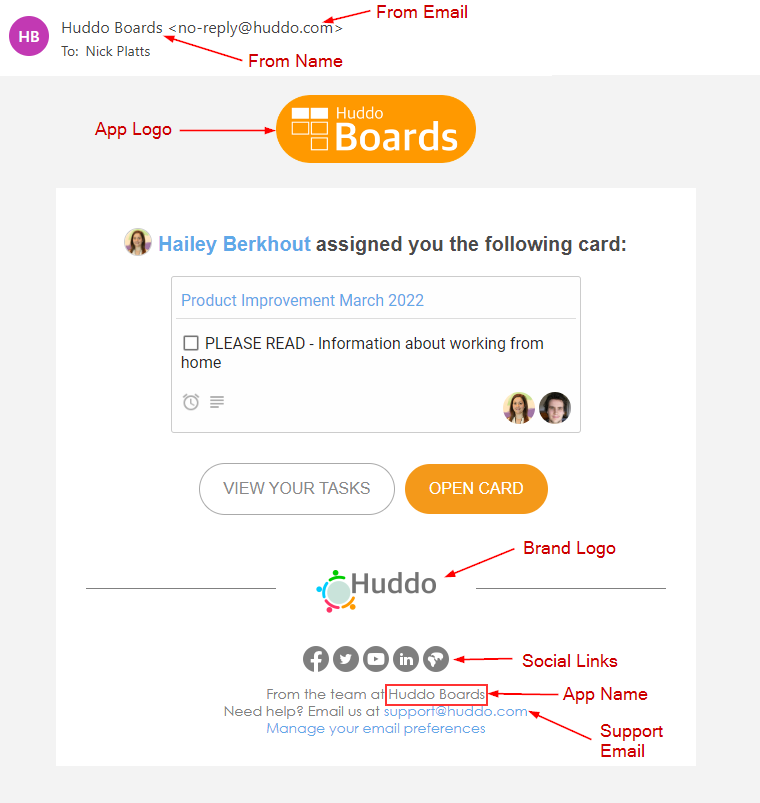 From Email
HB
Huddo Boards <no-reply@huddo.com>
To: Nick Platts
From Name
App Logo
Huddo
Boards
Hailey Berkhout assigned you the following card:
Product Improvement March 2022
PLEASE READ - Information about working from
home
VIEW YOUR TASKS
OPEN CARD
Brand Logo
Huddo
Social Links
From the team at Huddo Boards
App Name
Need help? Email us at support@huddo.com
Manage your email preferences
Support
Email